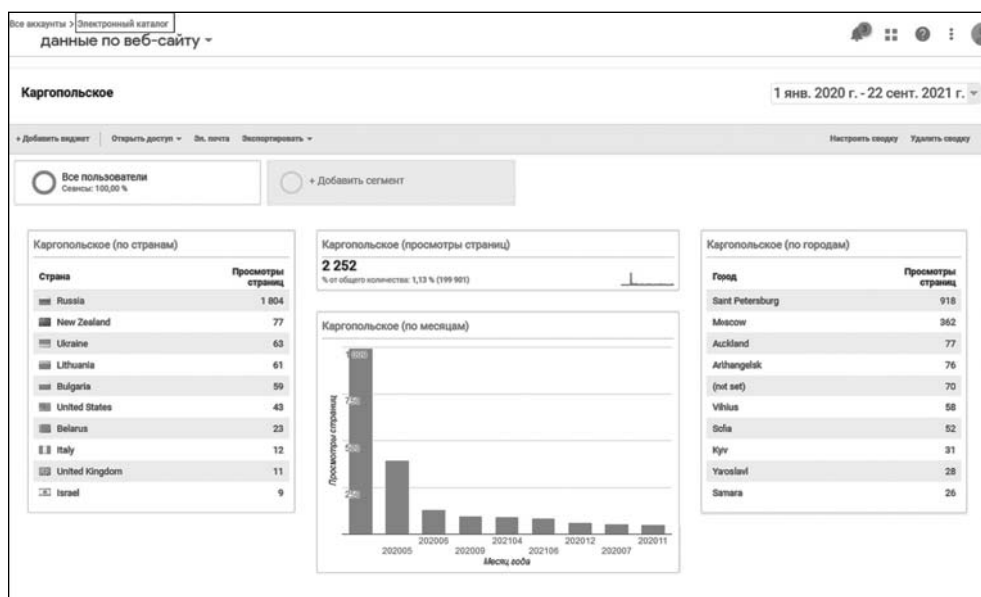 Все аккаунты > Электронный каталог
данные по веб-сайту
Каргопольское
1 янв. 2020 г. - 22 сент. 2021 г.
+ Добавить виджет Открыть доступ Эл. почта Экспортировать Настроить сводку Удалить сводку
Все пользователи
Сеансы: 100,00 %
+ Добавить сегмент
Каргопольское (по странам)
Страна Просмотры страниц
Russia 1 804
New Zealand 77
Ukraine 63
Lithuania 61
Bulgaria 59
United States 43
Belarus 23
Italy 12
United Kingdom 11
Israel 9
Каргопольское (просмотры страниц)
2 252
% от общего количества: 1,13 % (199 901)
Каргопольское (по месяцам)
Просмотры страниц
1 000
750
500
250
202005 202006 202009 202104 202106 202012 202007 202011
Месяц года
Каргопольское (по городам)
Город Просмотры страниц
Saint Petersburg 918
Moscow 362
Auckland 77
Arkhangelsk 76
(not set) 70
Vilnius 58
Sofia 52
Kyiv 31
Yaroslavl 28
Samara 26